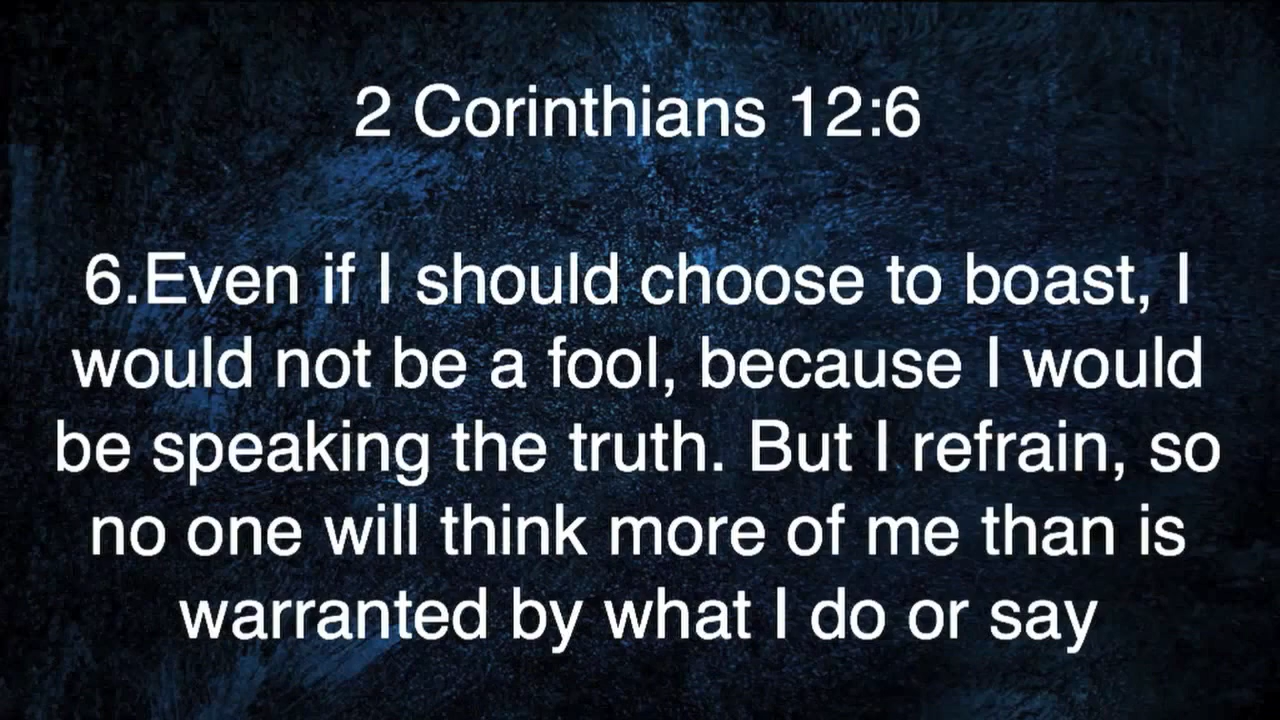 2 Corinthians 12:6
6.Even if I should choose to boast, I
would not be a fool, because I would
be speaking the truth. But I refrain, so
no one will think more of me than is
warranted by what I do or say